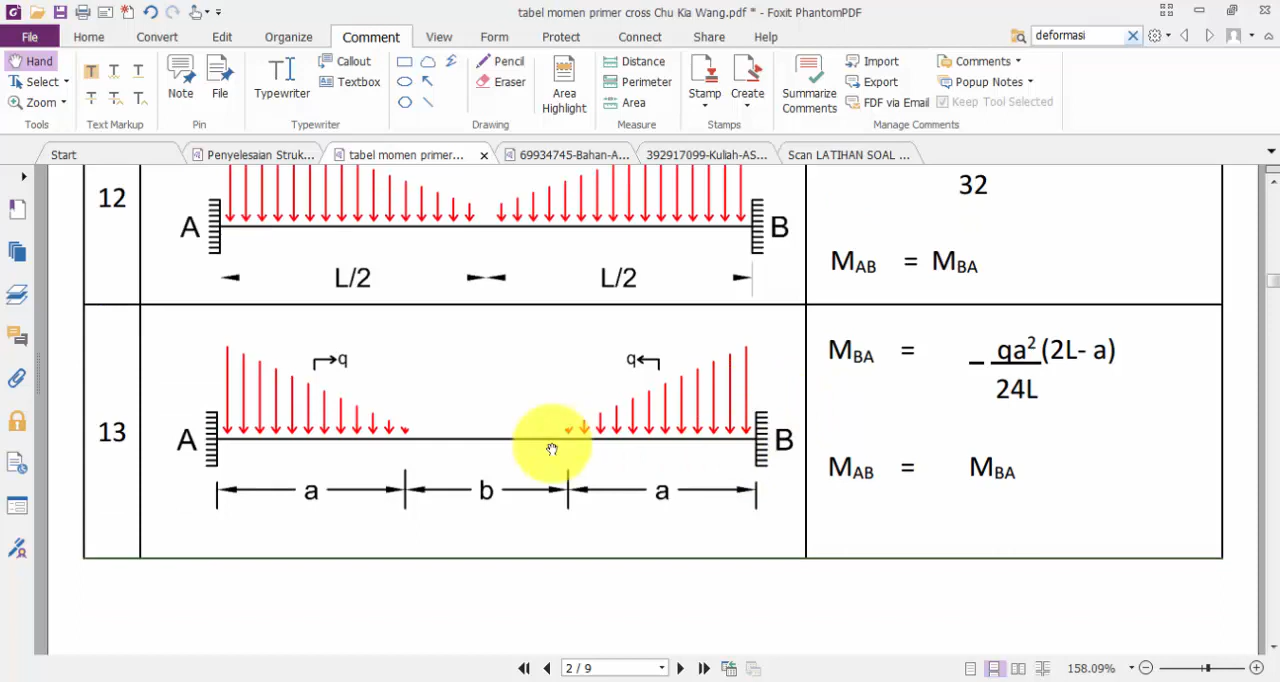 tabel momen primer cross Chu Kia Wang.pdf * - Foxit PhantomPDF
File Home Convert Edit Organize Comment View Form Protect Connect Share Help deformasi
Hand
Select
Zoom
Tools
T T T
T T T
Text Markup
Note
File
Pin
Typewriter
Callout
Textbox
Typewriter
Pencil
Eraser
Area Highlight
Drawing
Distance
Perimeter
Area
Measure
Stamp
Create
Stamps
Summarize Comments
Import
Export
FDF via Email
Comments
Popup Notes
Keep Tool Selected
Manage Comments
Start Penyelesaian Struk... tabel momen primer... 69934745-Bahan-A... 392917099-Kuliah-AS... Scan LATIHAN SOAL ...
12
A
B
L/2 L/2
32
MAB = MBA
13
q q
A
B
a b a
MBA = – qa² (2L- a)
24L
MAB = MBA
2 / 9
158.09%